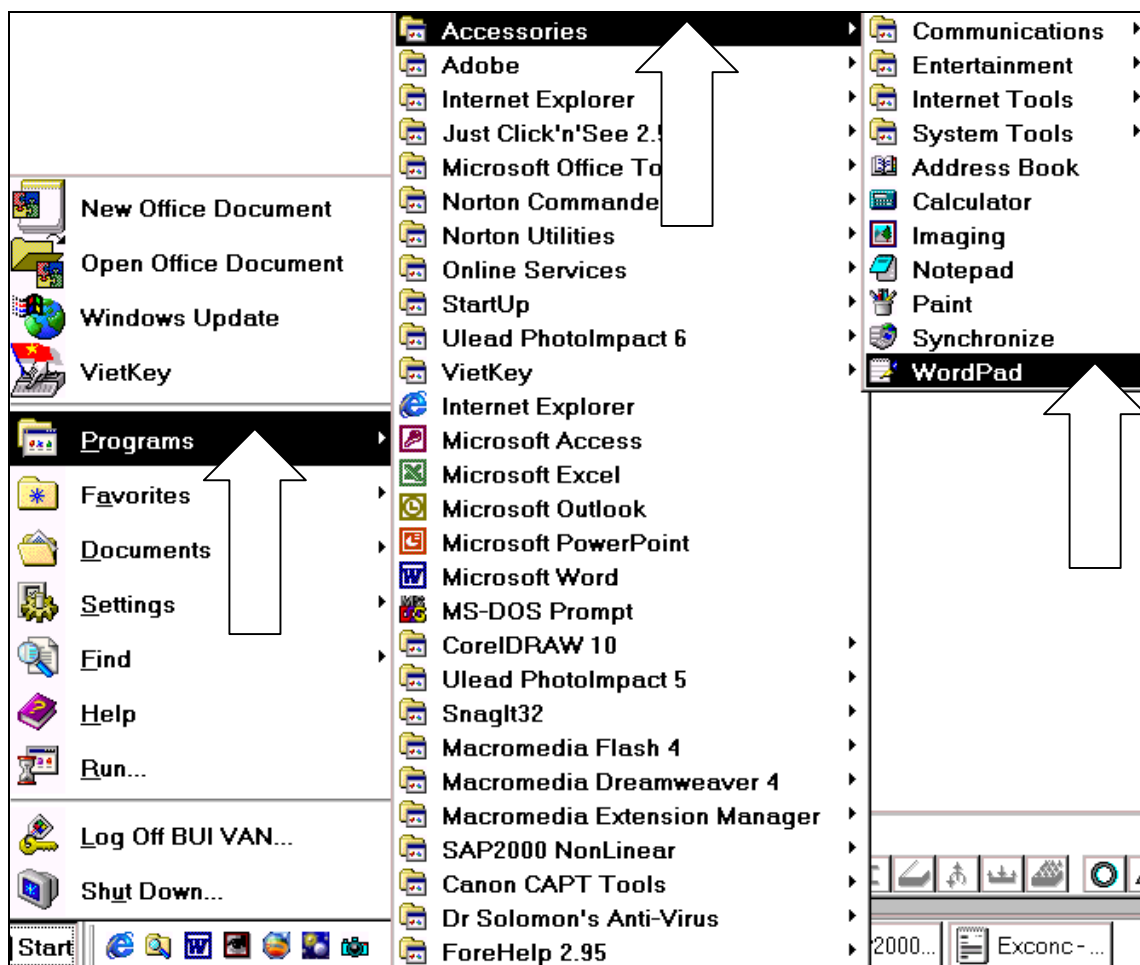 New Office Document
Open Office Document
Windows Update
VietKey
Programs
Favorites
Documents
Settings
Find
Help
Run...
Log Off BUI VAN...
Shut Down...
Start
Accessories
Adobe
Internet Explorer
Just Click'n'See 2.
Microsoft Office To
Norton Commande
Norton Utilities
Online Services
StartUp
Ulead PhotoImpact 6
VietKey
Internet Explorer
Microsoft Access
Microsoft Excel
Microsoft Outlook
Microsoft PowerPoint
Microsoft Word
MS-DOS Prompt
CorelDRAW 10
Ulead PhotoImpact 5
SnagIt32
Macromedia Flash 4
Macromedia Dreamweaver 4
Macromedia Extension Manager
SAP2000 NonLinear
Canon CAPT Tools
Dr Solomon's Anti-Virus
ForeHelp 2.95
Communications
Entertainment
Internet Tools
System Tools
Address Book
Calculator
Imaging
Notepad
Paint
Synchronize
WordPad
2000...
Exconc - ...